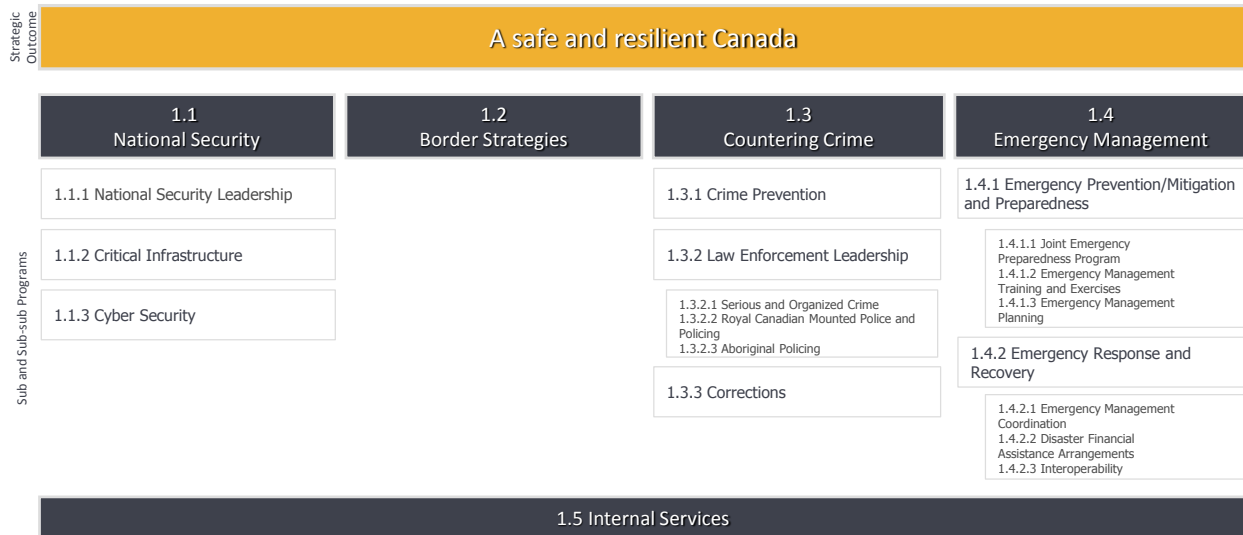 Strategic
Outcome
A safe and resilient Canada
1.1
National Security
1.2
Border Strategies
1.3
Countering Crime
1.4
Emergency Management
Sub and Sub-sub Programs
1.1.1 National Security Leadership
1.1.2 Critical Infrastructure
1.1.3 Cyber Security
1.3.1 Crime Prevention
1.3.2 Law Enforcement Leadership
1.3.2.1 Serious and Organized Crime
1.3.2.2 Royal Canadian Mounted Police and
Policing
1.3.2.3 Aboriginal Policing
1.3.3 Corrections
1.4.1 Emergency Prevention/Mitigation
and Preparedness
1.4.1.1 Joint Emergency
Preparedness Program
1.4.1.2 Emergency Management
Training and Exercises
1.4.1.3 Emergency Management
Planning
1.4.2 Emergency Response and
Recovery
1.4.2.1 Emergency Management
Coordination
1.4.2.2 Disaster Financial
Assistance Arrangements
1.4.2.3 Interoperability
1.5 Internal Services